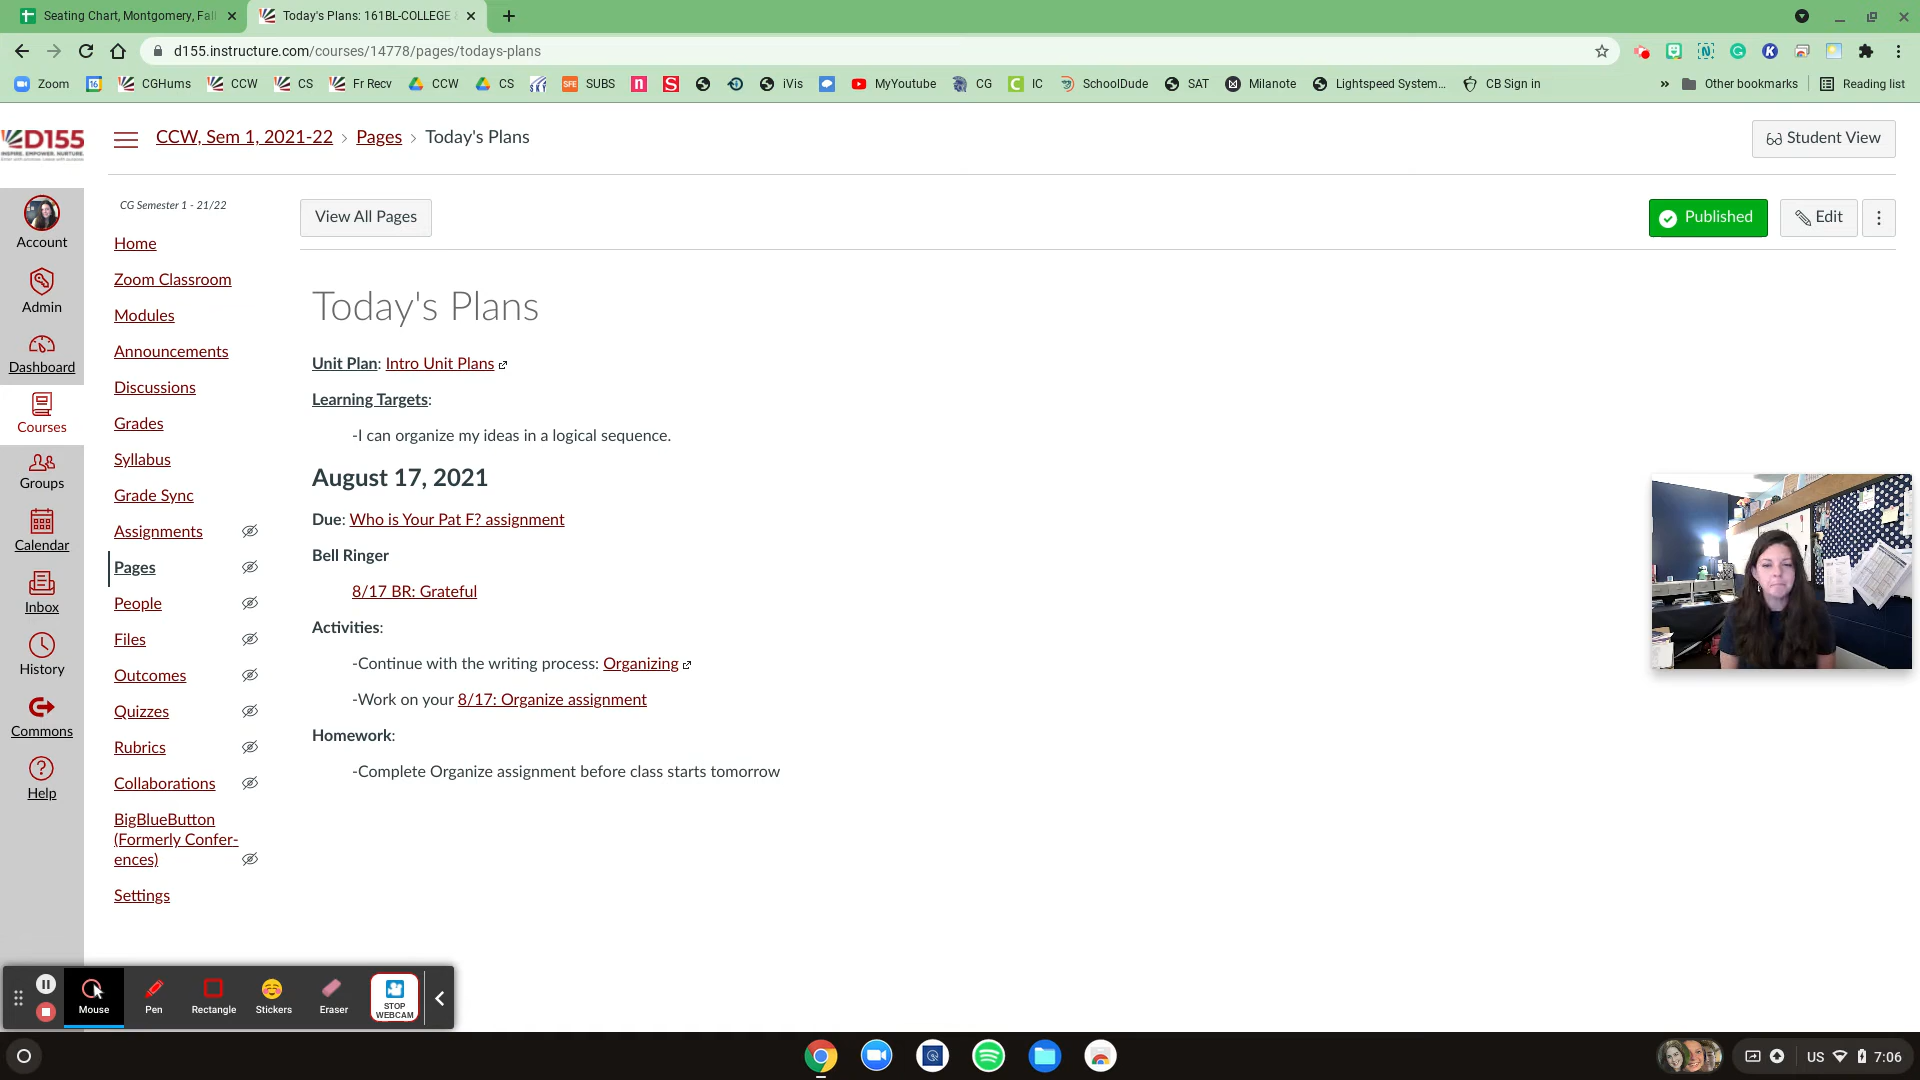 Seating Chart, Montgomery, Fal
Today's Plans: 161BL-COLLEGE
d155.instructure.com/courses/14778/pages/todays-plans
Zoom
16
CGHums
CCW
CS
Fr Recv
CCW
CS
SFE
SUBS
n
S
iVis
MyYoutube
CG
IC
SchoolDude
SAT
Milanote
Lightspeed System...
CB Sign in
»
Other bookmarks
Reading list
D155
CCW, Sem 1, 2021-22 > Pages > Today's Plans
Student View
CG Semester 1 - 21/22
View All Pages
Published
Edit
Account
Admin
Dashboard
Courses
Groups
Calendar
Inbox
History
Commons
Help
Home
Zoom Classroom
Modules
Announcements
Discussions
Grades
Syllabus
Grade Sync
Assignments
Pages
People
Files
Outcomes
Quizzes
Rubrics
Collaborations
BigBlueButton
(Formerly Confer-
ences)
Settings
Today's Plans
Unit Plan: Intro Unit Plans
Learning Targets:
-I can organize my ideas in a logical sequence.
August 17, 2021
Due: Who is Your Pat F? assignment
Bell Ringer
8/17 BR: Grateful
Activities:
-Continue with the writing process: Organizing
-Work on your 8/17: Organize assignment
Homework:
-Complete Organize assignment before class starts tomorrow
Mouse
Pen
Rectangle
Stickers
Eraser
STOP
WEBCAM
US
7:06